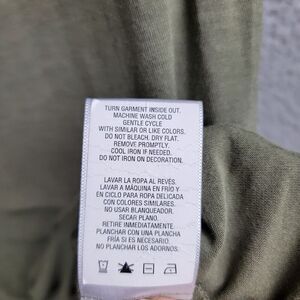 TURN GARMENT INSIDE OUT.
MACHINE WASH COLD
GENTLE CYCLE
WITH SIMILAR OR LIKE COLORS.
DO NOT BLEACH. DRY FLAT.
REMOVE PROMPTLY.
COOL IRON IF NEEDED.
DO NOT IRON ON DECORATION.
LAVAR LA ROPA AL REVÉS.
LAVAR A MÁQUINA EN FRÍO Y
EN CICLO PARA ROPA DELICADA
CON COLORES SIMILARES.
NO USAR BLANQUEADOR.
SECAR PLANO.
RETIRE INMEDIATAMENTE.
PLANCHAR CON UNA PLANCHA
FRÍA SI ES NECESARIO.
NO PLANCHAR LOS ADORNOS.